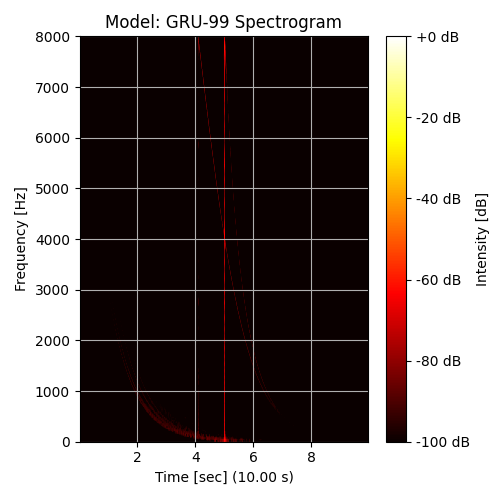 Model: GRU-99 Spectrogram
8000
7000
6000
5000
4000
3000
2000
1000
0
Frequency [Hz]
2 4 6 8
Time [sec] (10.00 s)
+0 dB
-20 dB
-40 dB
-60 dB
-80 dB
-100 dB
Intensity [dB]